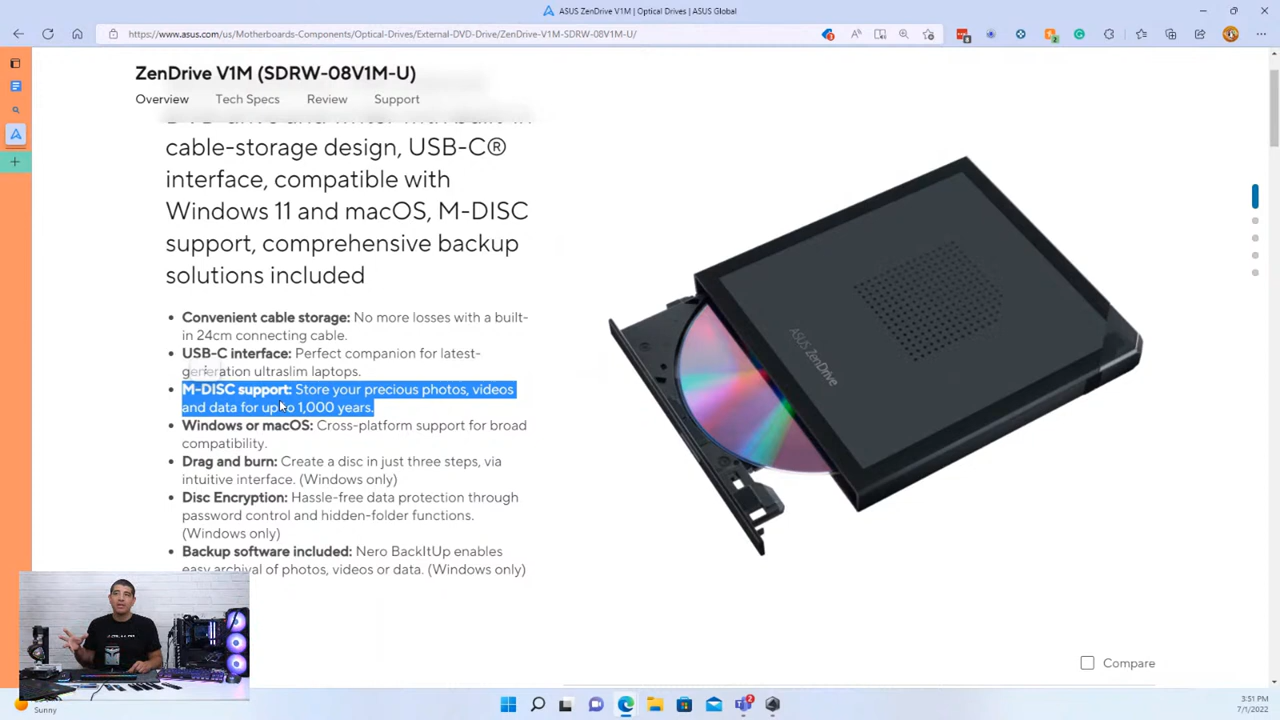 ASUS ZenDrive V1M | Optical Drives | ASUS Global
https://www.asus.com/us/Motherboards-Components/Optical-Drives/External-DVD-Drive/ZenDrive-V1M-SDRW-08V1M-U/
ZenDrive V1M (SDRW-08V1M-U)
Overview Tech Specs Review Support
cable-storage design, USB-C®
interface, compatible with
Windows 11 and macOS, M-DISC
support, comprehensive backup
solutions included
Convenient cable storage: No more losses with a built-
in 24cm connecting cable.
USB-C interface: Perfect companion for latest-
generation ultraslim laptops.
M-DISC support: Store your precious photos, videos
and data for up to 1,000 years.
Windows or macOS: Cross-platform support for broad
compatibility.
Drag and burn: Create a disc in just three steps, via
intuitive interface. (Windows only)
Disc Encryption: Hassle-free data protection through
password control and hidden-folder functions.
(Windows only)
Backup software included: Nero BackItUp enables
easy archival of photos, videos or data. (Windows only)
ASUS ZenDrive
Compare
Sunny
3:51 PM
7/1/2022